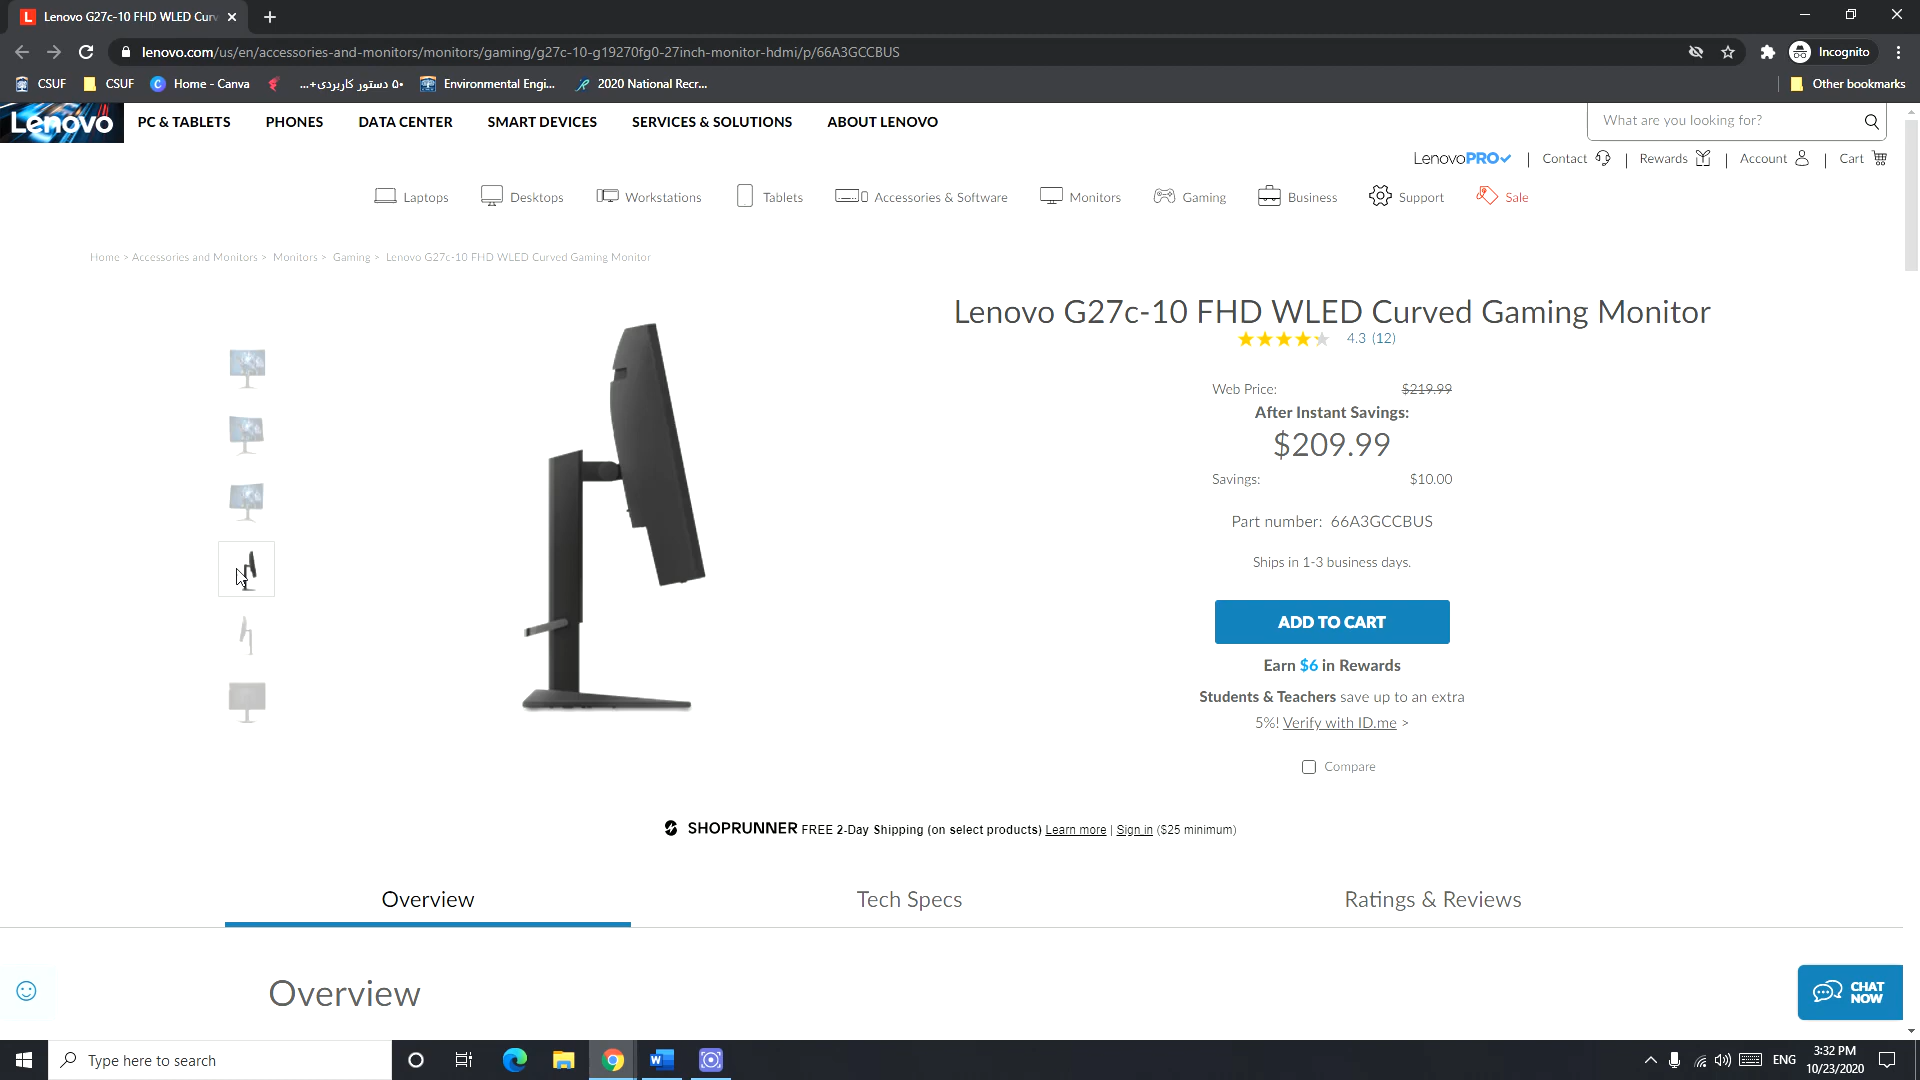 Lenovo G27c-10 FHD WLED Curv
lenovo.com/us/en/accessories-and-monitors/monitors/gaming/g27c-10-g19270fg0-27inch-monitor-hdmi/p/66A3GCCBUS
Incognito
CSUF
CSUF
Home - Canva
۵۰ دستور کاربردی+...
Environmental Engi...
2020 National Recr...
Other bookmarks
Lenovo
PC & TABLETS
PHONES
DATA CENTER
SMART DEVICES
SERVICES & SOLUTIONS
ABOUT LENOVO
What are you looking for?
LenovoPRO
Contact
Rewards
Account
Cart
Laptops
Desktops
Workstations
Tablets
Accessories & Software
Monitors
Gaming
Business
Support
Sale
Home > Accessories and Monitors > Monitors > Gaming > Lenovo G27c-10 FHD WLED Curved Gaming Monitor
Lenovo G27c-10 FHD WLED Curved Gaming Monitor
4.3 (12)
Web Price: $219.99
After Instant Savings:
$209.99
Savings: $10.00
Part number: 66A3GCCBUS
Ships in 1-3 business days.
ADD TO CART
Earn $6 in Rewards
Students & Teachers save up to an extra
5%! Verify with ID.me >
Compare
SHOPRUNNER FREE 2-Day Shipping (on select products) Learn more | Sign in ($25 minimum)
Overview
Tech Specs
Ratings & Reviews
Overview
CHAT
NOW
Type here to search
ENG
3:32 PM
10/23/2020